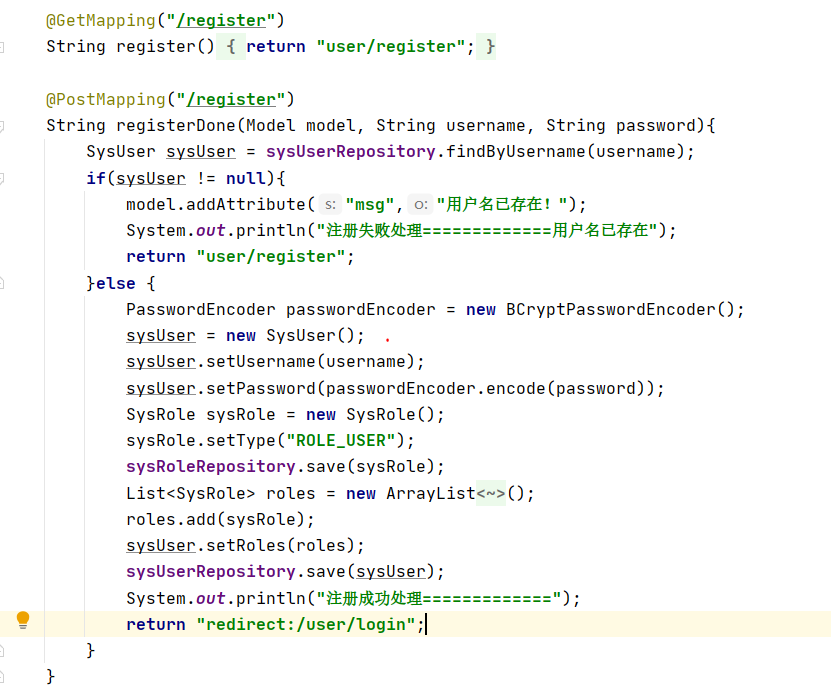 @GetMapping("/register")
String register() { return "user/register"; }
@PostMapping("/register")
String registerDone(Model model, String username, String password){
SysUser sysUser = sysUserRepository.findByUsername(username);
if(sysUser != null){
model.addAttribute( s: "msg", o: "用户名已存在!");
System.out.println("注册失败处理=============用户名已存在");
return "user/register";
}else {
PasswordEncoder passwordEncoder = new BCryptPasswordEncoder();
sysUser = new SysUser();
sysUser.setUsername(username);
sysUser.setPassword(passwordEncoder.encode(password));
SysRole sysRole = new SysRole();
sysRole.setType("ROLE_USER");
sysRoleRepository.save(sysRole);
List<SysRole> roles = new ArrayList<~>();
roles.add(sysRole);
sysUser.setRoles(roles);
sysUserRepository.save(sysUser);
System.out.println("注册成功处理=============");
return "redirect:/user/login";
}
}